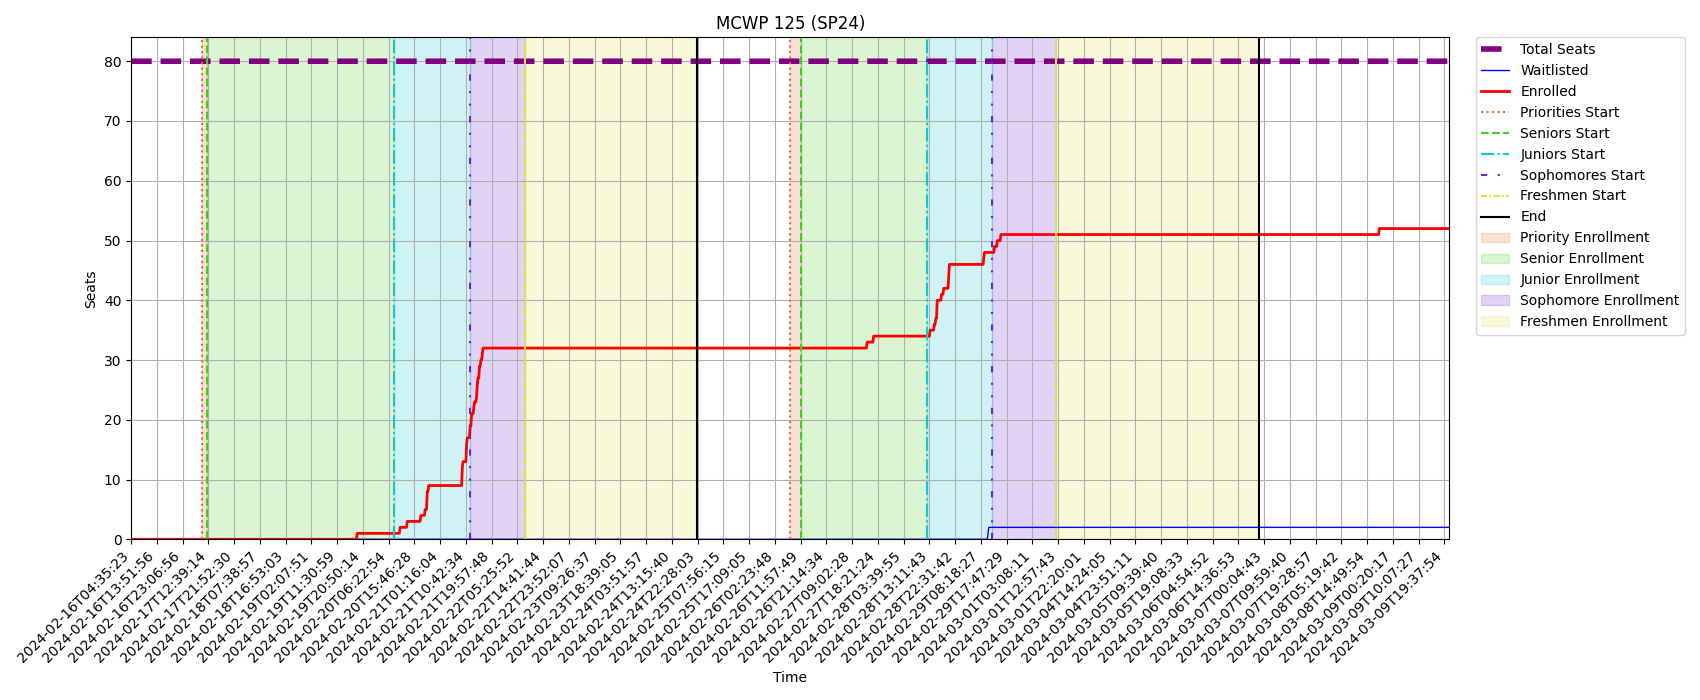 MCWP 125 (SP24)
Seats
80
70
60
50
40
30
20
10
0
2024-02-16T04:35:23
2024-02-16T13:51:56
2024-02-16T23:06:56
2024-02-17T12:39:14
2024-02-17T21:52:30
2024-02-18T07:38:57
2024-02-18T16:53:03
2024-02-19T02:07:51
2024-02-19T11:30:59
2024-02-19T20:50:14
2024-02-20T06:22:54
2024-02-20T15:46:28
2024-02-21T01:16:04
2024-02-21T10:42:34
2024-02-21T19:57:48
2024-02-22T05:25:52
2024-02-22T14:41:44
2024-02-22T23:52:07
2024-02-23T09:26:37
2024-02-23T18:39:05
2024-02-24T03:51:57
2024-02-24T13:15:40
2024-02-24T22:28:03
2024-02-25T07:56:15
2024-02-25T17:09:05
2024-02-26T02:23:48
2024-02-26T11:57:49
2024-02-26T21:14:34
2024-02-27T09:02:28
2024-02-27T18:21:24
2024-02-28T03:39:55
2024-02-28T13:11:43
2024-02-28T22:31:42
2024-02-29T08:18:27
2024-02-29T17:47:29
2024-03-01T03:08:11
2024-03-01T12:57:43
2024-03-01T22:20:01
2024-03-04T14:24:05
2024-03-04T23:51:11
2024-03-05T09:39:40
2024-03-05T19:08:33
2024-03-06T04:54:52
2024-03-06T14:36:53
2024-03-07T00:04:43
2024-03-07T09:59:40
2024-03-07T19:28:57
2024-03-08T05:19:42
2024-03-08T14:49:54
2024-03-09T00:20:17
2024-03-09T10:07:27
2024-03-09T19:37:54
Time
Total Seats
Waitlisted
Enrolled
Priorities Start
Seniors Start
Juniors Start
Sophomores Start
Freshmen Start
End
Priority Enrollment
Senior Enrollment
Junior Enrollment
Sophomore Enrollment
Freshmen Enrollment